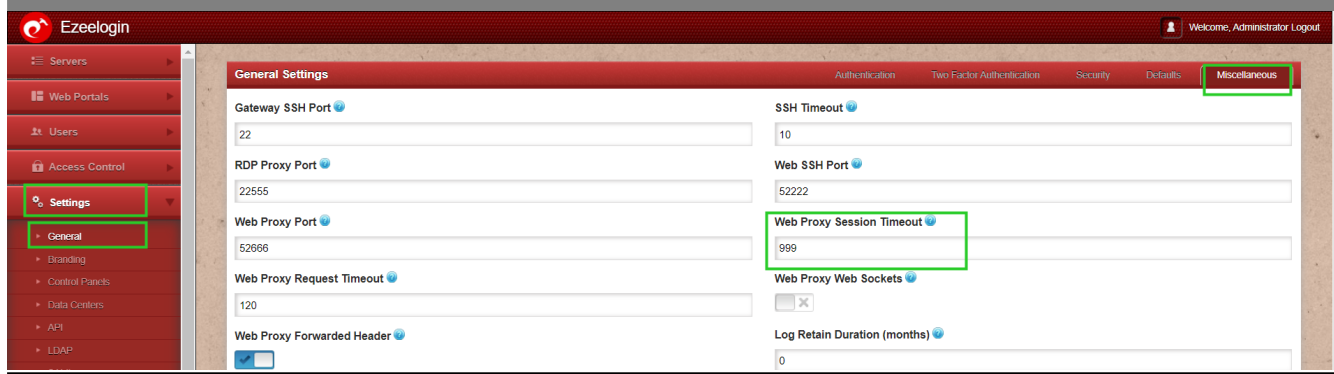 Ezeelogin
Welcome, Administrator Logout
Servers
Web Portals
Users
Access Control
Settings
General
Branding
Control Panels
Data Centers
API
LDAP
General Settings
Authentication
Two Factor Authentication
Security
Defaults
Miscellaneous
Gateway SSH Port
22
SSH Timeout
10
RDP Proxy Port
22555
Web SSH Port
52222
Web Proxy Port
52666
Web Proxy Session Timeout
999
Web Proxy Request Timeout
120
Web Proxy Web Sockets
Web Proxy Forwarded Header
Log Retain Duration (months)
0